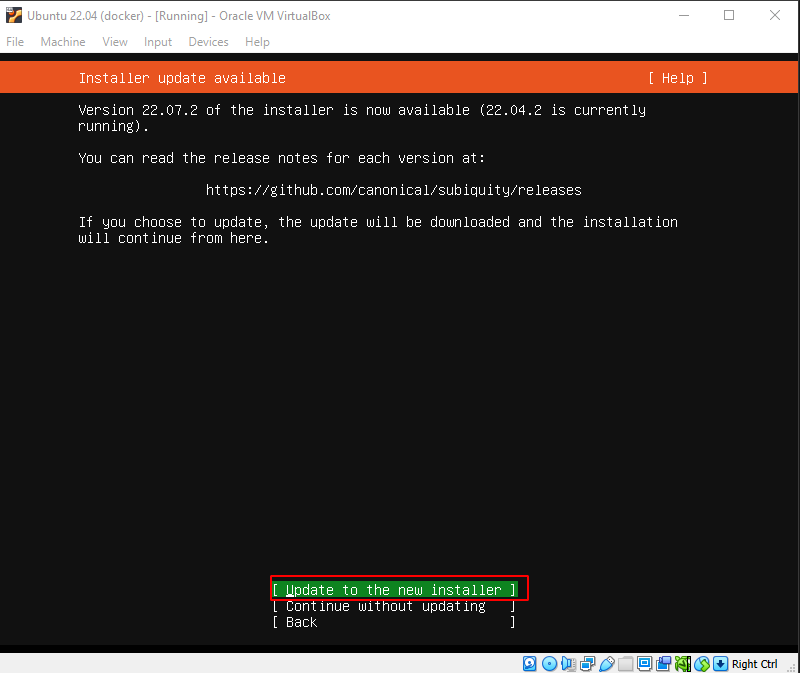 Ubuntu 22.04 (docker) - [Running] - Oracle VM VirtualBox
File Machine View Input Devices Help
Installer update available [ Help ]
Version 22.07.2 of the installer is now available (22.04.2 is currently
running).
You can read the release notes for each version at:
https://github.com/canonical/subiquity/releases
If you choose to update, the update will be downloaded and the installation
will continue from here.
[ Update to the new installer ]
[ Continue without updating ]
[ Back ]
Right Ctrl